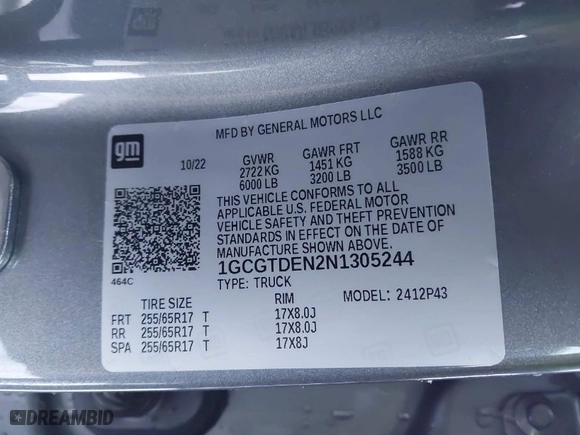 MFD BY GENERAL MOTORS LLC
gm
10/22 GVWR GAWR FRT GAWR RR
2722 KG 1451 KG 1588 KG
6000 LB 3200 LB 3500 LB
THIS VEHICLE CONFORMS TO ALL
APPLICABLE U.S. FEDERAL MOTOR
VEHICLE SAFETY AND THEFT PREVENTION
STANDARDS IN EFFECT ON THE DATE OF
MANUFACTURE SHOWN ABOVE.
1GCGTDEN2N1305244
464C TYPE: TRUCK MODEL: 2412P43
TIRE SIZE RIM
FRT 255/65R17 T 17X8.0J
RR 255/65R17 T 17X8.0J
SPA 255/65R17 T 17X8J
DREAMBID